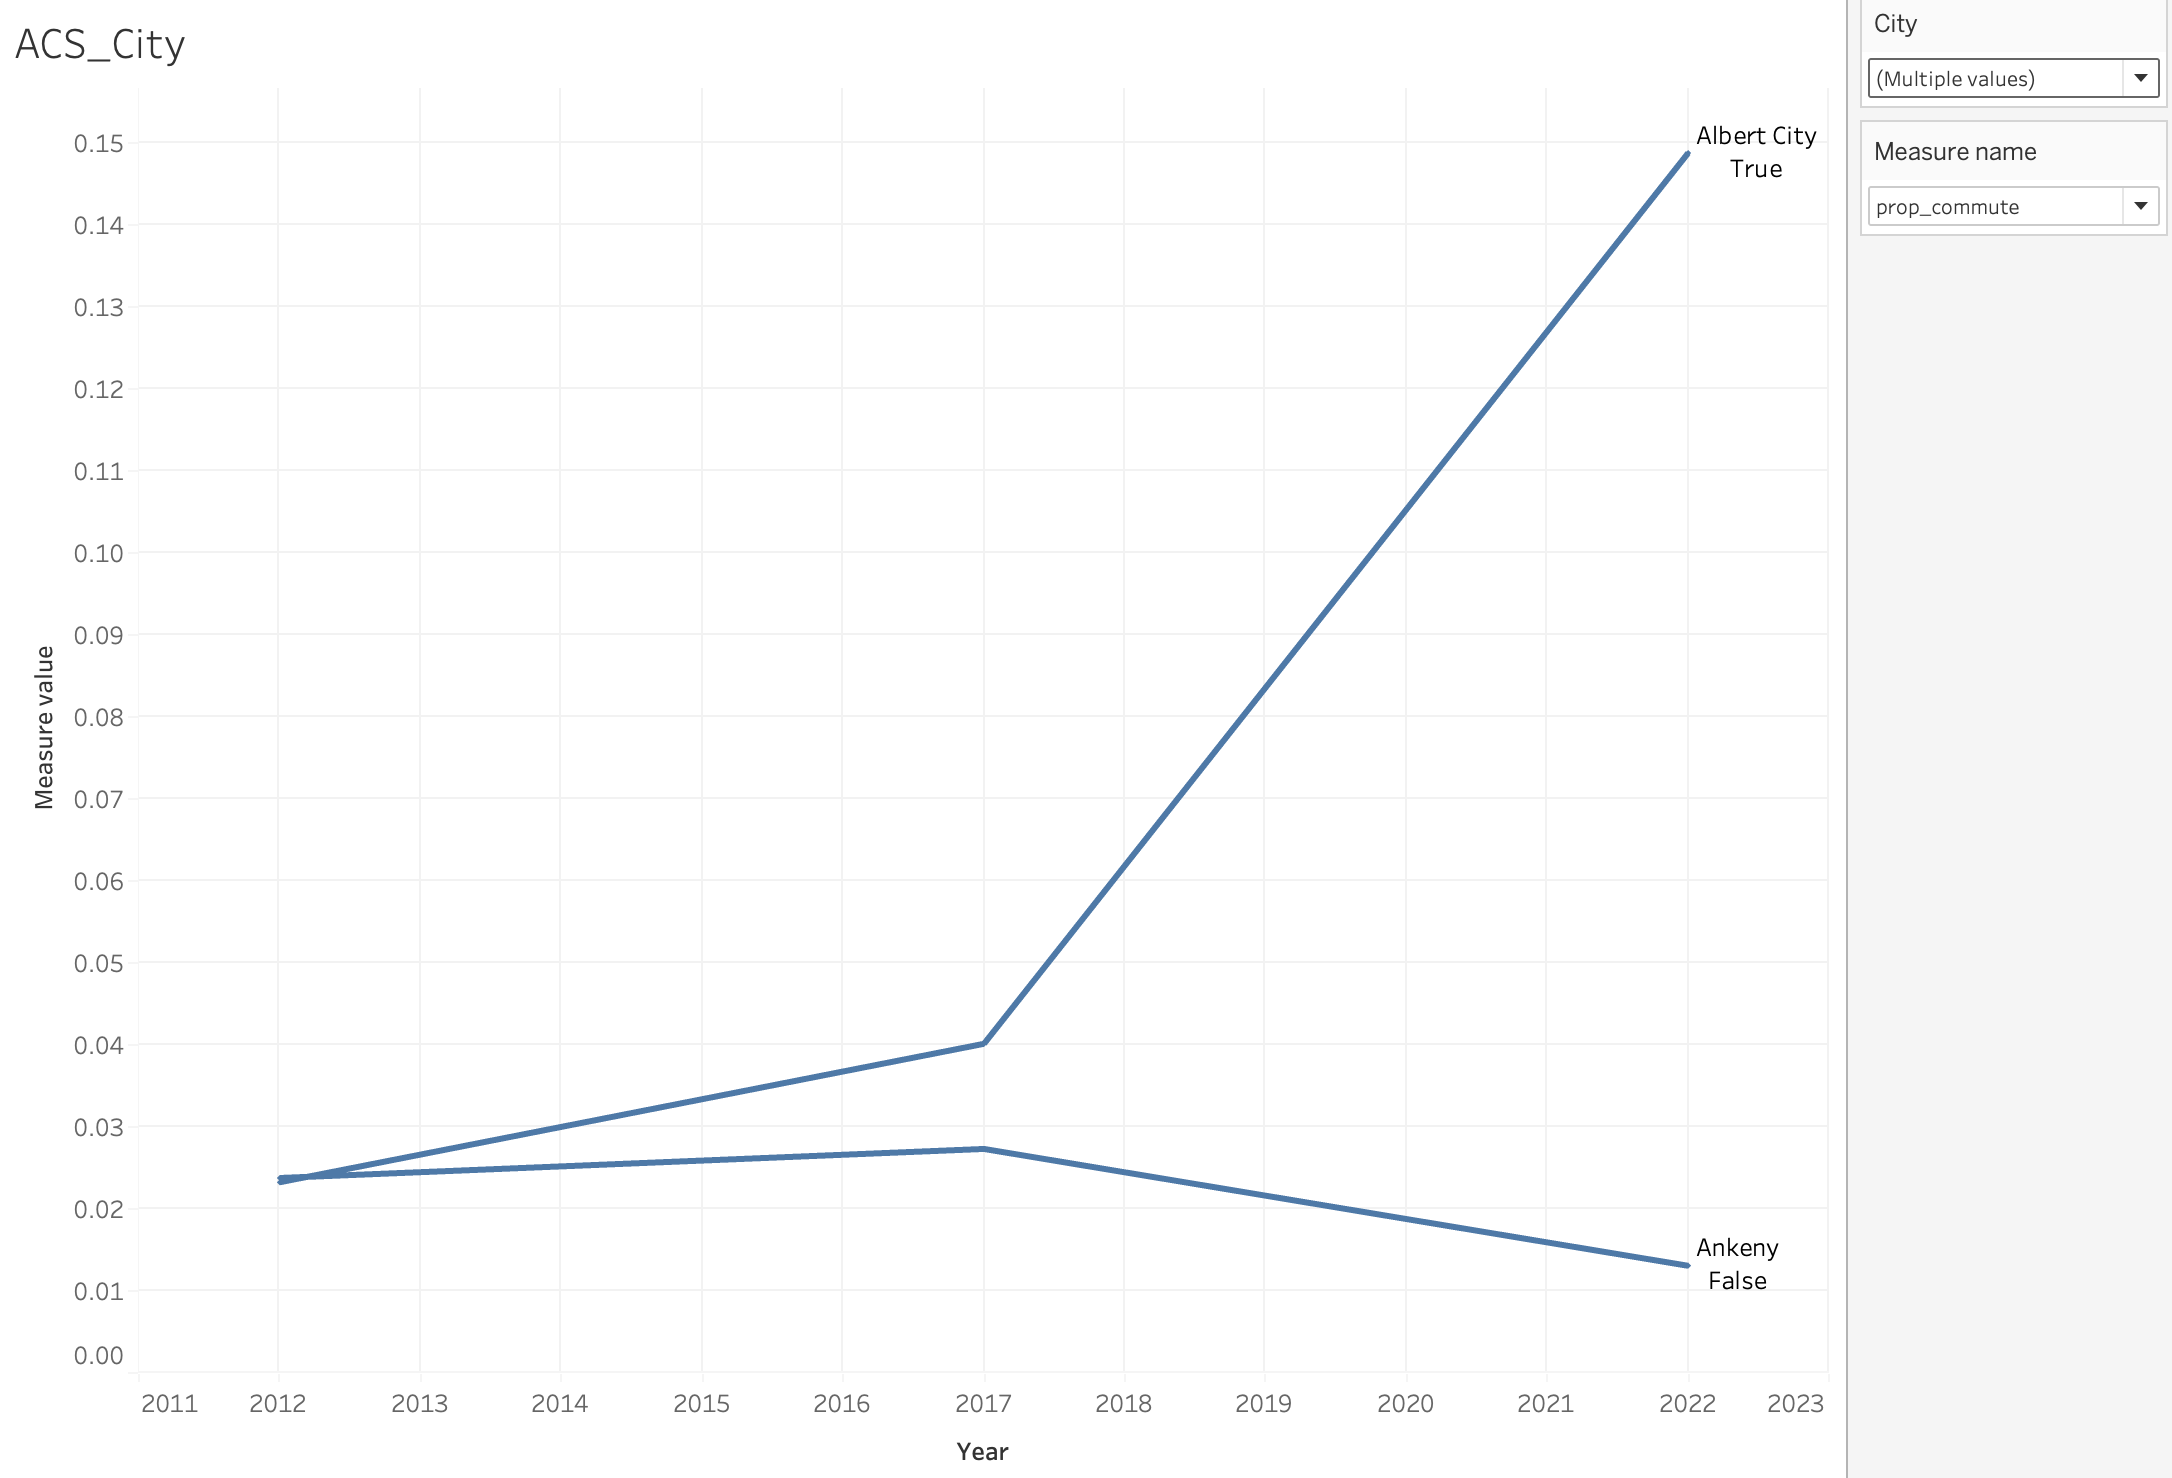 ACS_City
City
(Multiple values)
Measure name
prop_commute
Measure value
0.15
0.14
0.13
0.12
0.11
0.10
0.09
0.08
0.07
0.06
0.05
0.04
0.03
0.02
0.01
0.00
Albert City
True
Ankeny
False
2011 2012 2013 2014 2015 2016 2017 2018 2019 2020 2021 2022 2023
Year